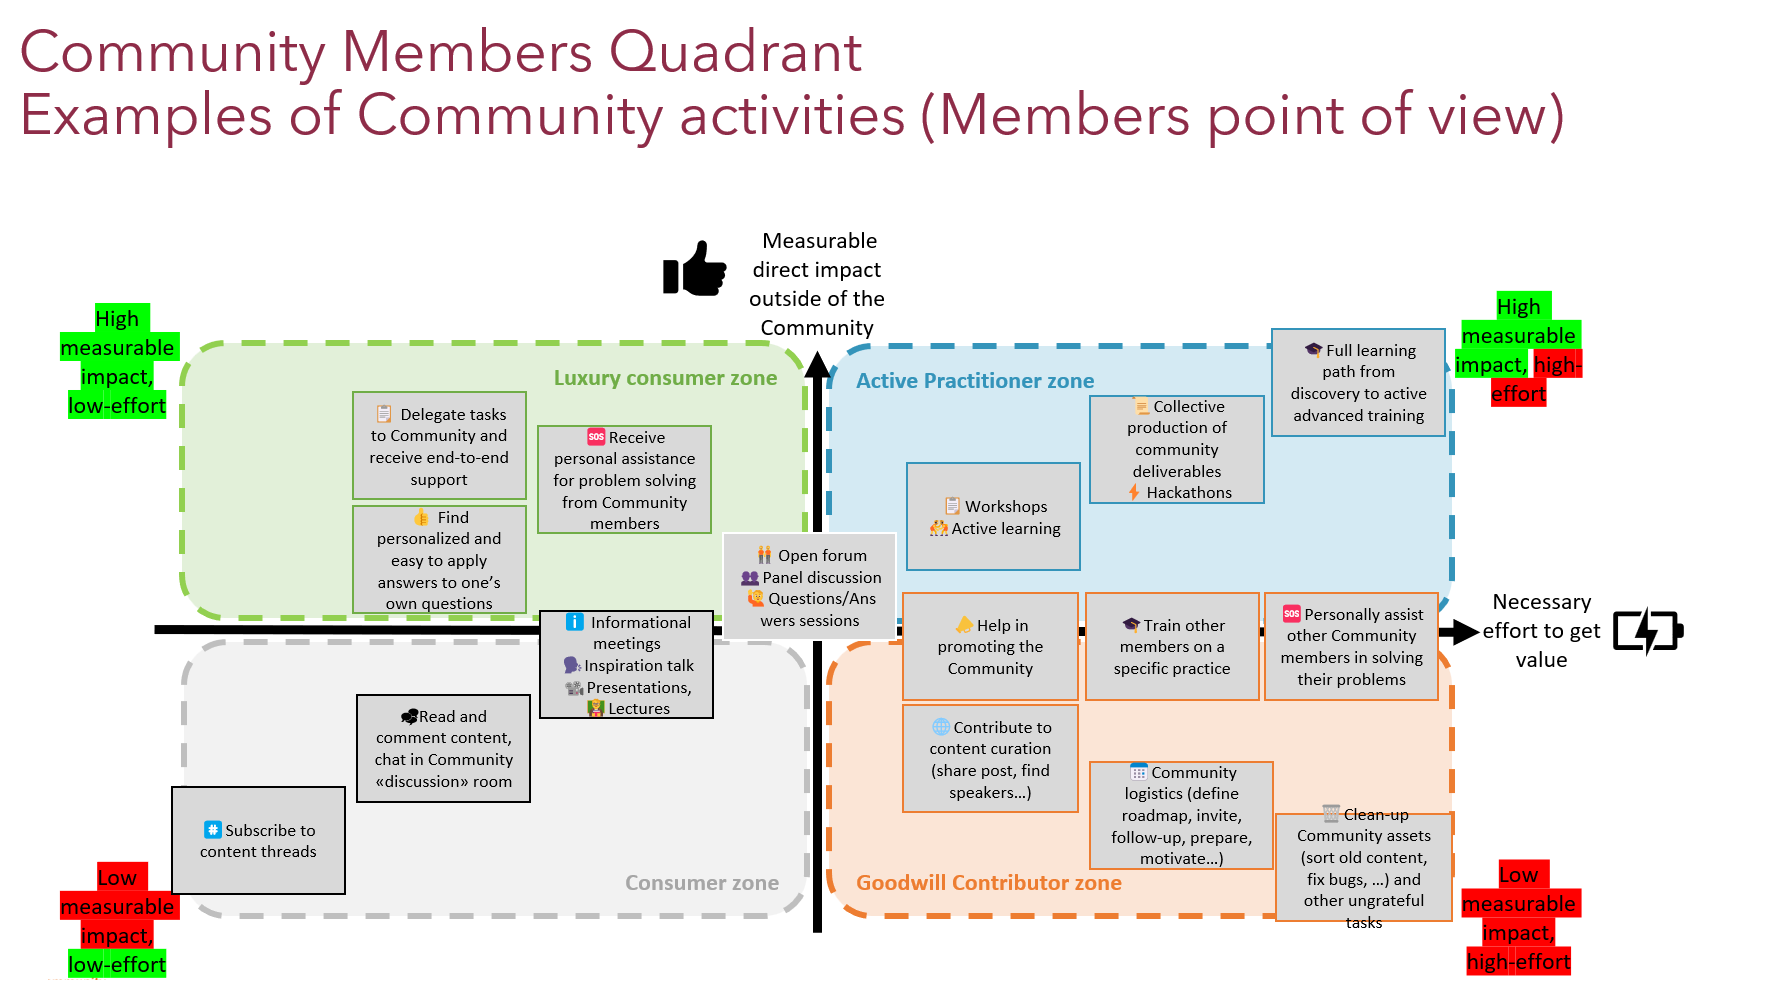 Community Members Quadrant
Examples of Community activities (Members point of view)
Measurable
direct impact
outside of the
Community
High
measurable
impact,
low-effort
High
measurable
impact, high-
effort
Luxury consumer zone
Delegate tasks
to Community and
receive end-to-end
support
SOS Receive
personal assistance
for problem solving
from Community
members
Find
personalized and
easy to apply
answers to one’s
own questions
Active Practitioner zone
Full learning
path from
discovery to active
advanced training
Collective
production of
community
deliverables
Hackathons
Workshops
Active learning
Open forum
Panel discussion
Questions/Ans
wers sessions
Necessary
effort to get
value
i Informational
meetings
Inspiration talk
Presentations,
Lectures
Read and
comment content,
chat in Community
«discussion» room
# Subscribe to
content threads
Consumer zone
Help in
promoting the
Community
Train other
members on a
specific practice
SOS Personally assist
other Community
members in solving
their problems
Contribute to
content curation
(share post, find
speakers…)
Community
logistics (define
roadmap, invite,
follow-up, prepare,
motivate…)
Clean-up
Community assets
(sort old content,
fix bugs, …) and
other ungrateful
tasks
Goodwill Contributor zone
Low
measurable
impact,
low-effort
Low
measurable
impact,
high-effort